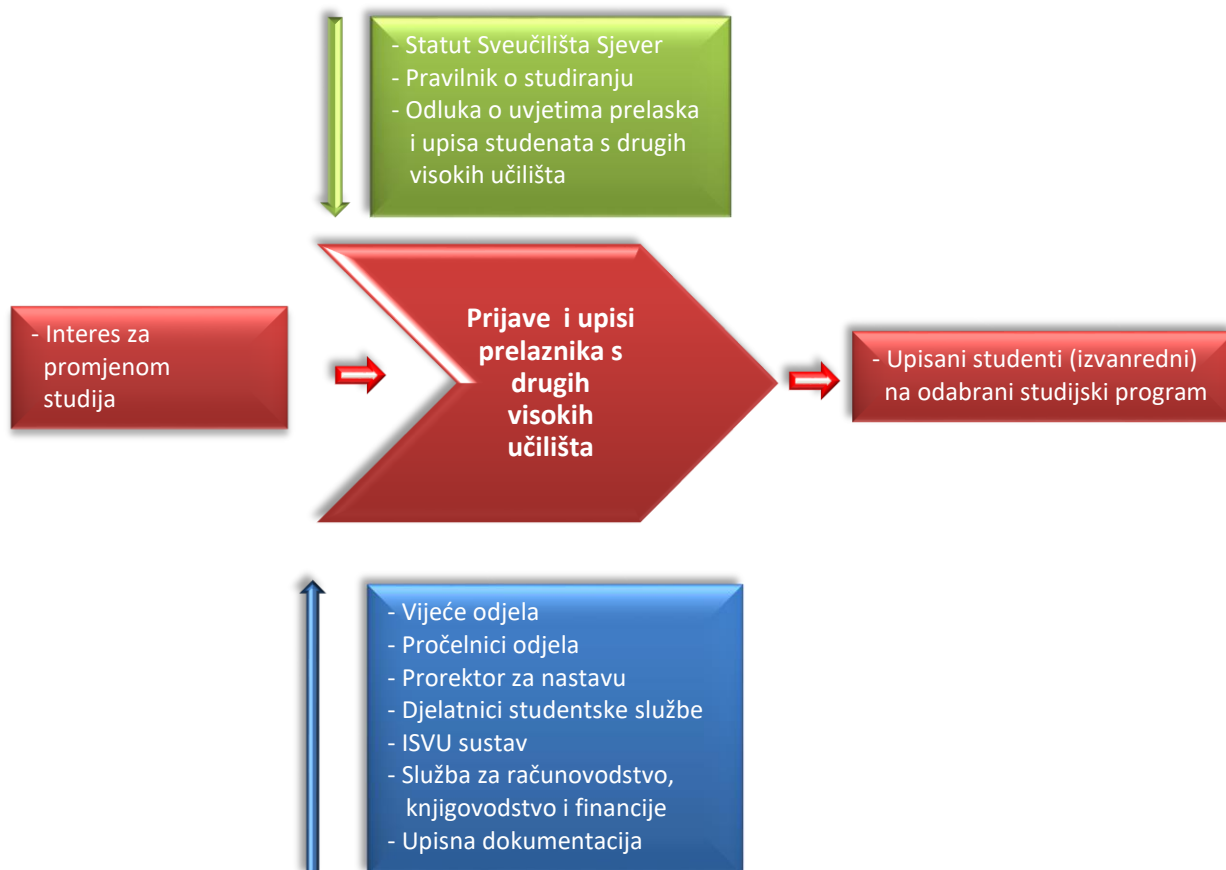 - Statut Sveučilišta Sjever
- Pravilnik o studiranju
- Odluka o uvjetima prelaska
i upisa studenata s drugih
visokih učilišta
- Interes za
promjenom
studija
Prijave i upisi
prelaznika s
drugih
visokih
učilišta
- Upisani studenti (izvanredni)
na odabrani studijski program
- Vijeće odjela
- Pročelnici odjela
- Prorektor za nastavu
- Djelatnici studentske službe
- ISVU sustav
- Služba za računovodstvo,
knjigovodstvo i financije
- Upisna dokumentacija